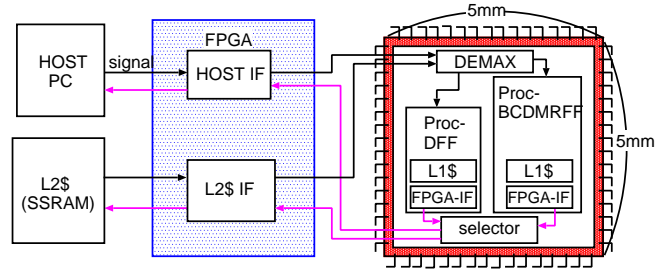 5mm
FPGA
HOST
PC
signal
HOST IF
DEMAX
Proc-
BCDMRFF
Proc-
DFF
5mm
L2$
(SSRAM)
L2$ IF
L1$
L1$
FPGA-IF
FPGA-IF
selector